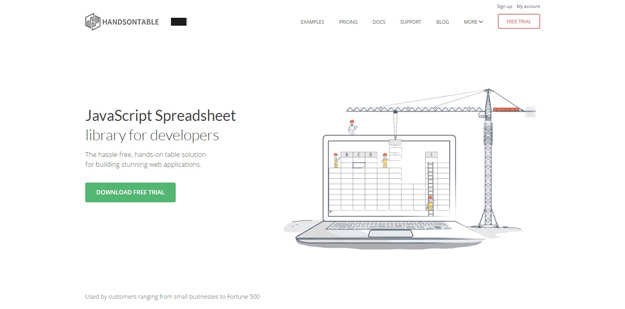 Sign up My account
HANDSONTABLE
EXAMPLES PRICING DOCS SUPPORT BLOG MORE FREE TRIAL
JavaScript Spreadsheet
library for developers
The hassle-free, hands-on table solution
for building stunning web applications.
DOWNLOAD FREE TRIAL
Used by customers ranging from small businesses to Fortune 500